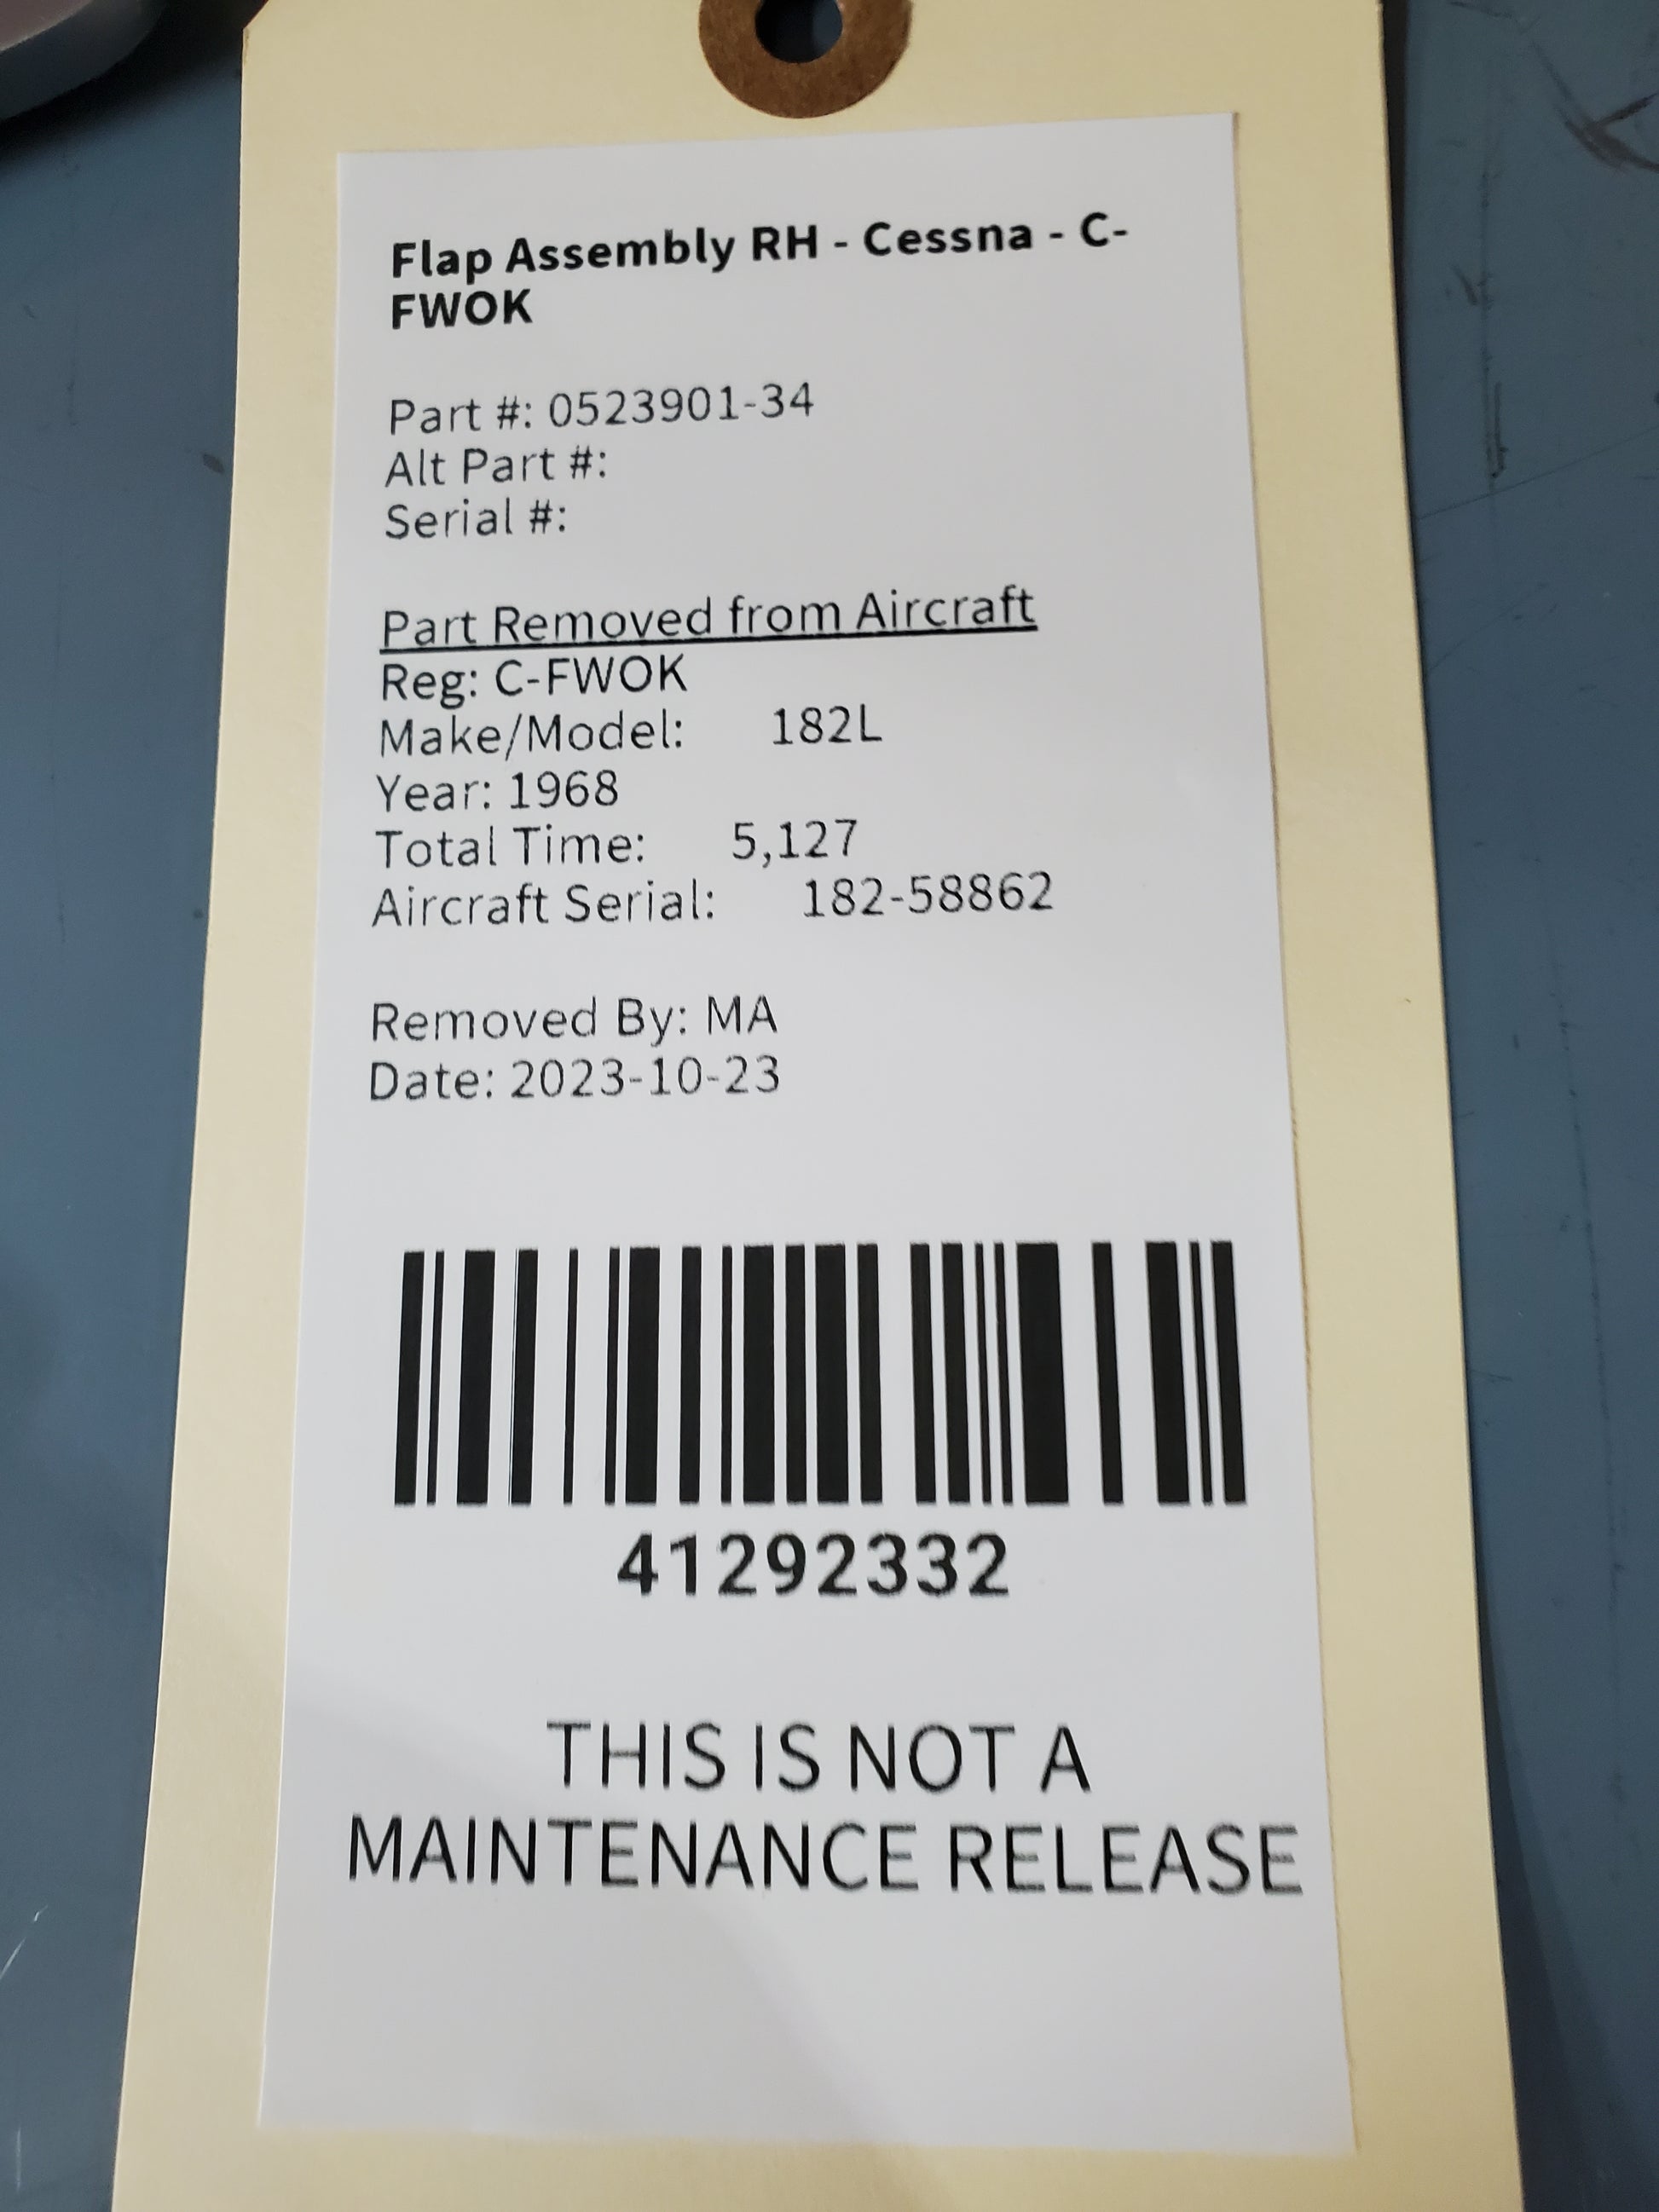 Flap Assembly RH - Cessna - C-
FWOK
Part #: 0523901-34
Alt Part #:
Serial #:
Part Removed from Aircraft
Reg: C-FWOK
Make/Model: 182L
Year: 1968
Total Time: 5,127
Aircraft Serial: 182-58862
Removed By: MA
Date: 2023-10-23
41292332
THIS IS NOT A
MAINTENANCE RELEASE